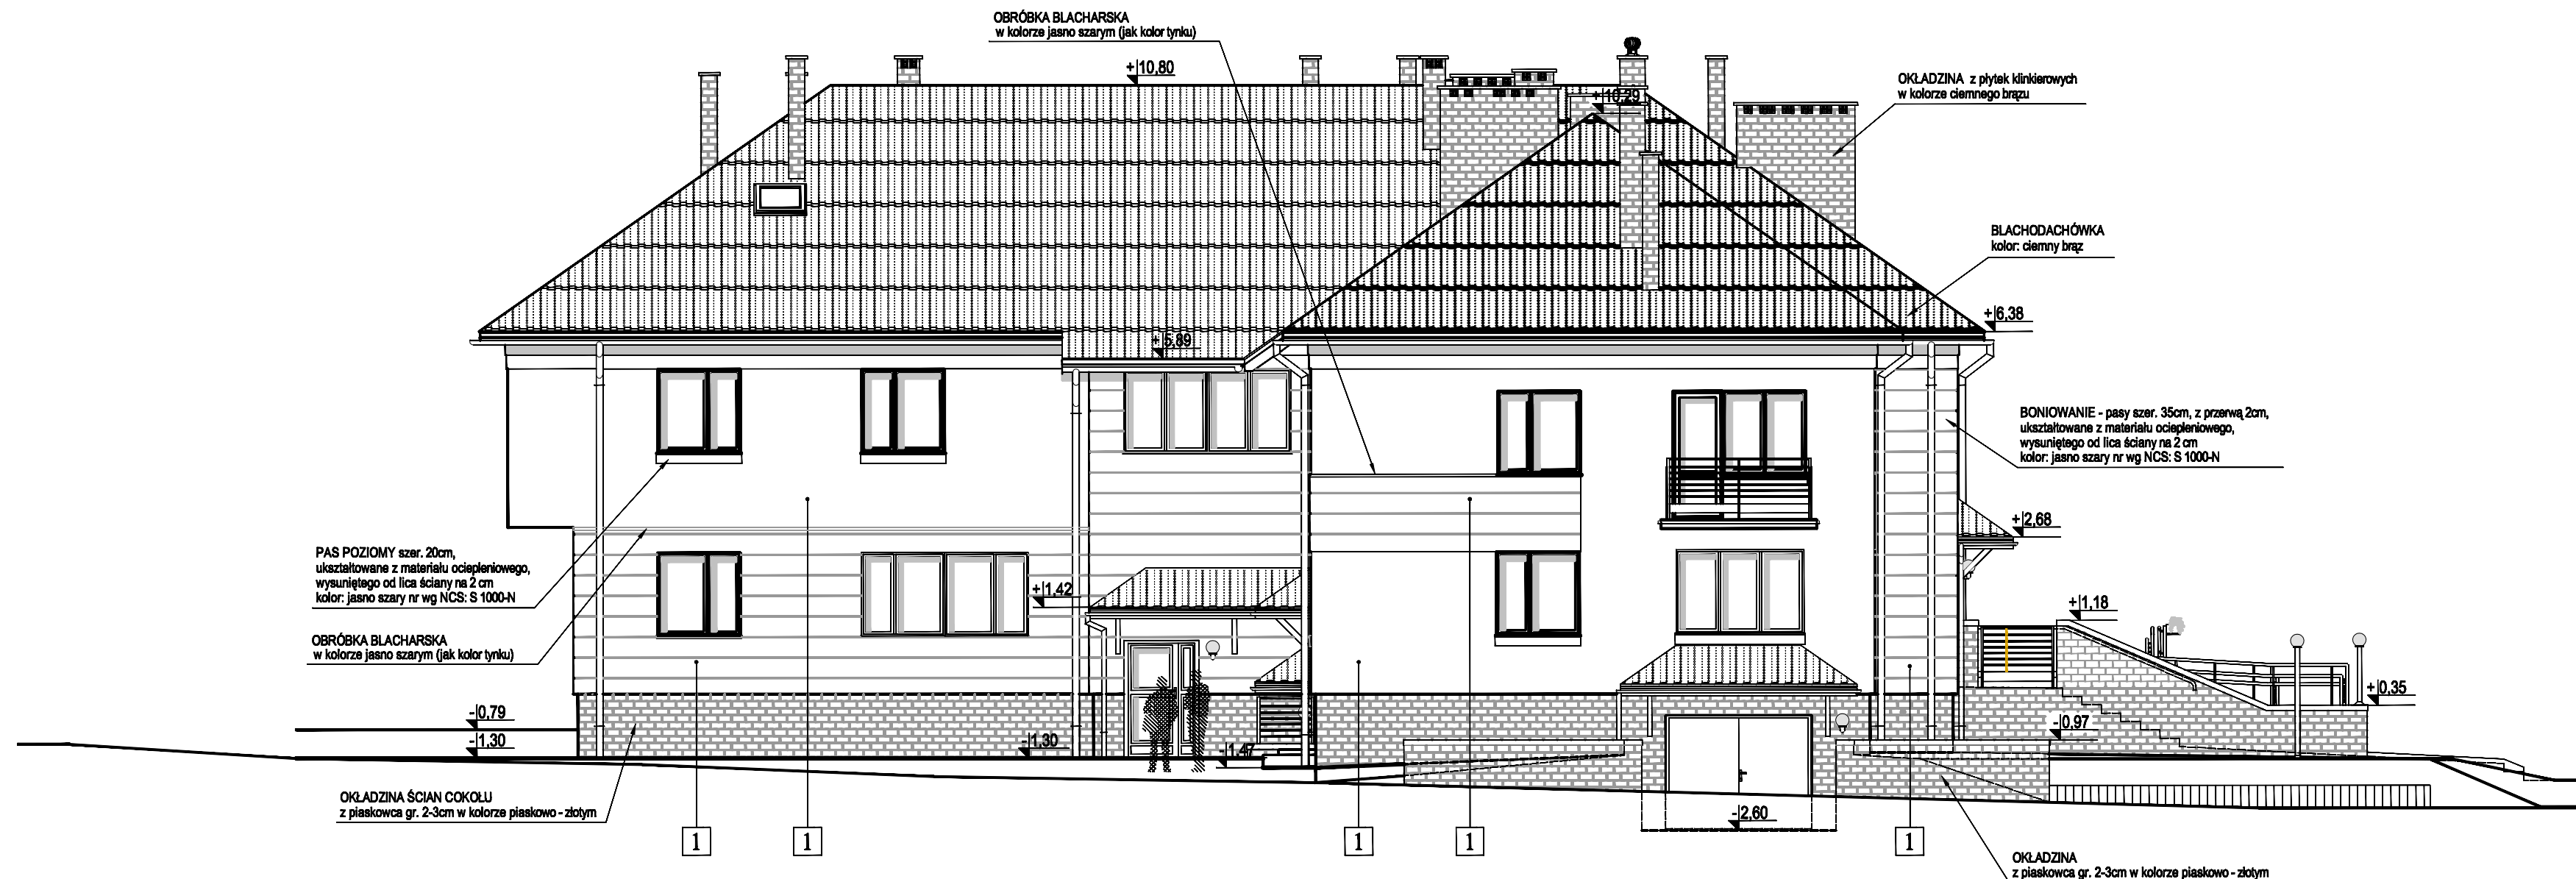 OBRÓBKA BLACHARSKA
w kolorze jasno szarym (jak kolor tynku)
+10,80
+10,29
OKŁADZINA z płytek klinkierowych
w kolorze ciemnego brązu
BLACHODACHÓWKA
kolor: ciemny brąz
+6,38
+5,89
BONIOWANIE - pasy szer. 35cm, z przerwą 2cm,
ukształtowane z materiału ociepleniowego,
wysuniętego od lica ściany na 2 cm
kolor: jasno szary nr wg NCS: S 1000-N
+2,68
PAS POZIOMY szer. 20cm,
ukształtowane z materiału ociepleniowego,
wysuniętego od lica ściany na 2 cm
kolor: jasno szary nr wg NCS: S 1000-N
+1,42
+1,18
OBRÓBKA BLACHARSKA
w kolorze jasno szarym (jak kolor tynku)
+0,35
-0,79
-0,97
-1,30
-1,30
-1,47
OKŁADZINA ŚCIAN COKOŁU
z piaskowca gr. 2-3cm w kolorze piaskowo - złotym
-2,60
1
1
1
1
1
OKŁADZINA
z piaskowca gr. 2-3cm w kolorze piaskowo - złotym